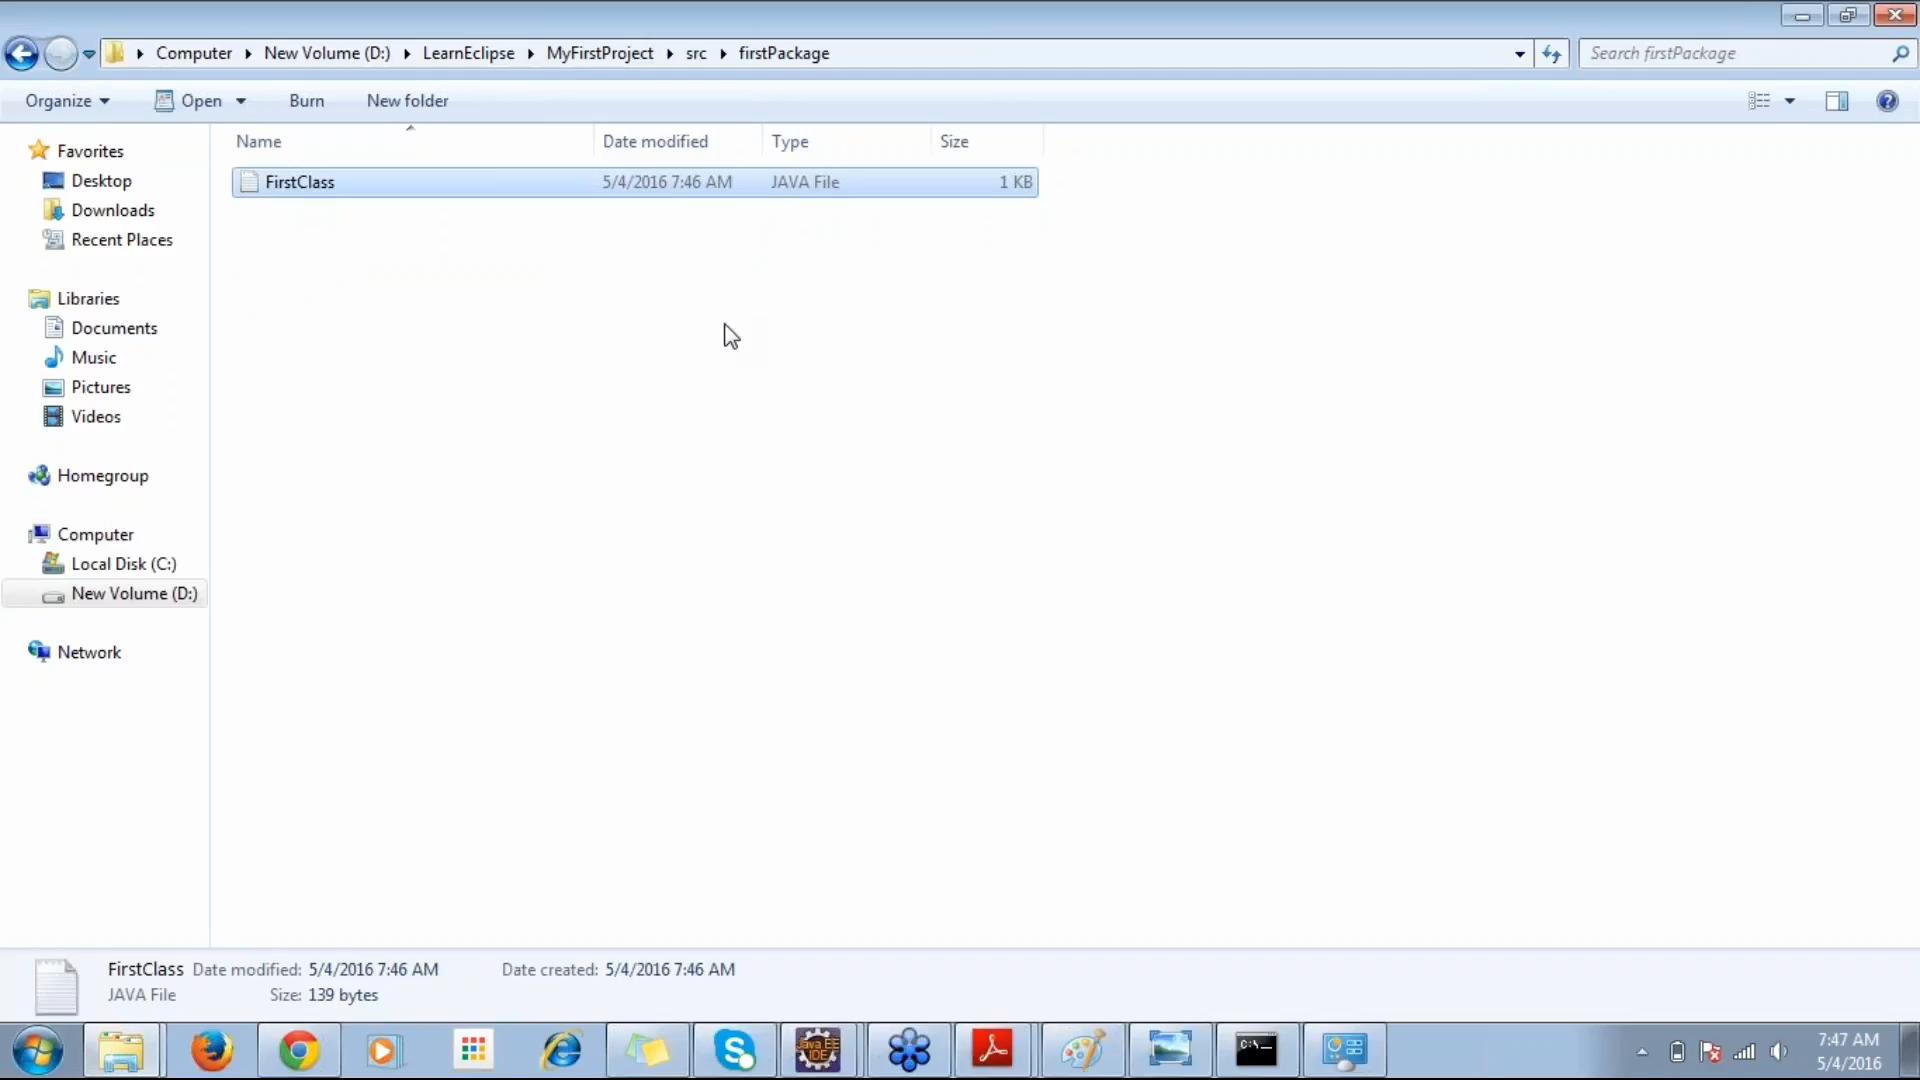 Computer New Volume (D:) LearnEclipse MyFirstProject src firstPackage Search firstPackage
Organize Open Burn New folder
Name Date modified Type Size
FirstClass 5/4/2016 7:46 AM JAVA File 1 KB
Favorites
Desktop
Downloads
Recent Places
Libraries
Documents
Music
Pictures
Videos
Homegroup
Computer
Local Disk (C:)
New Volume (D:)
Network
FirstClass Date modified: 5/4/2016 7:46 AM Date created: 5/4/2016 7:46 AM
JAVA File Size: 139 bytes
Java EE
IDE
C:\
7:47 AM
5/4/2016